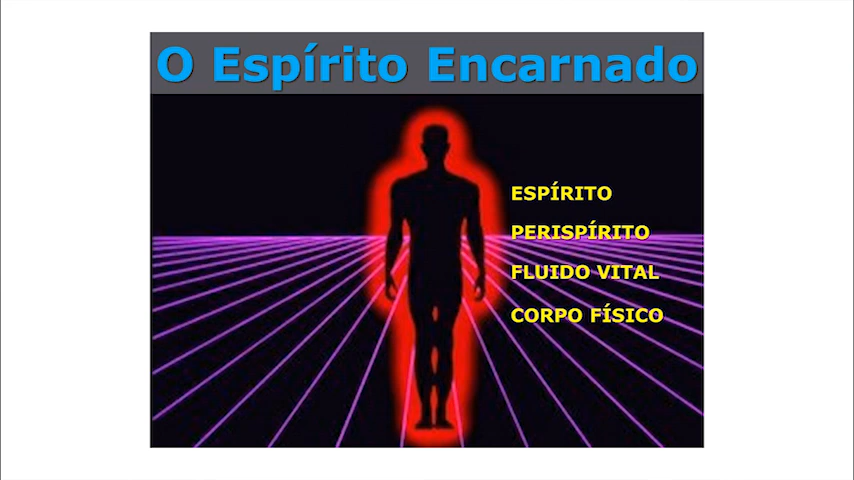 O Espírito Encarnado
ESPÍRITO
PERISPÍRITO
FLUIDO VITAL
CORPO FÍSICO